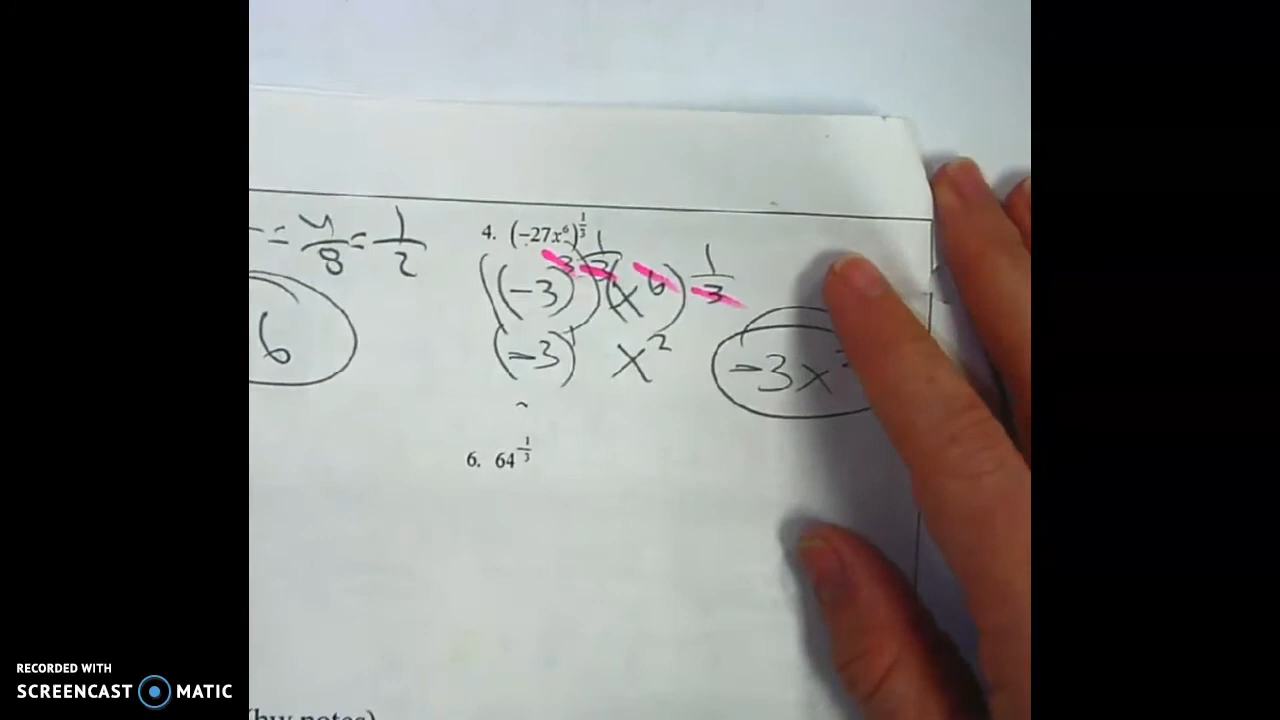 = 4/8 = 1/2
6
4. (-27x⁶)^(1/3)
((-3)³)^(1/3) (x⁶)^(1/3)
(-3)¹ x² -3x²
6. 64^(-1/3)
RECORDED WITH
SCREENCAST MATIC